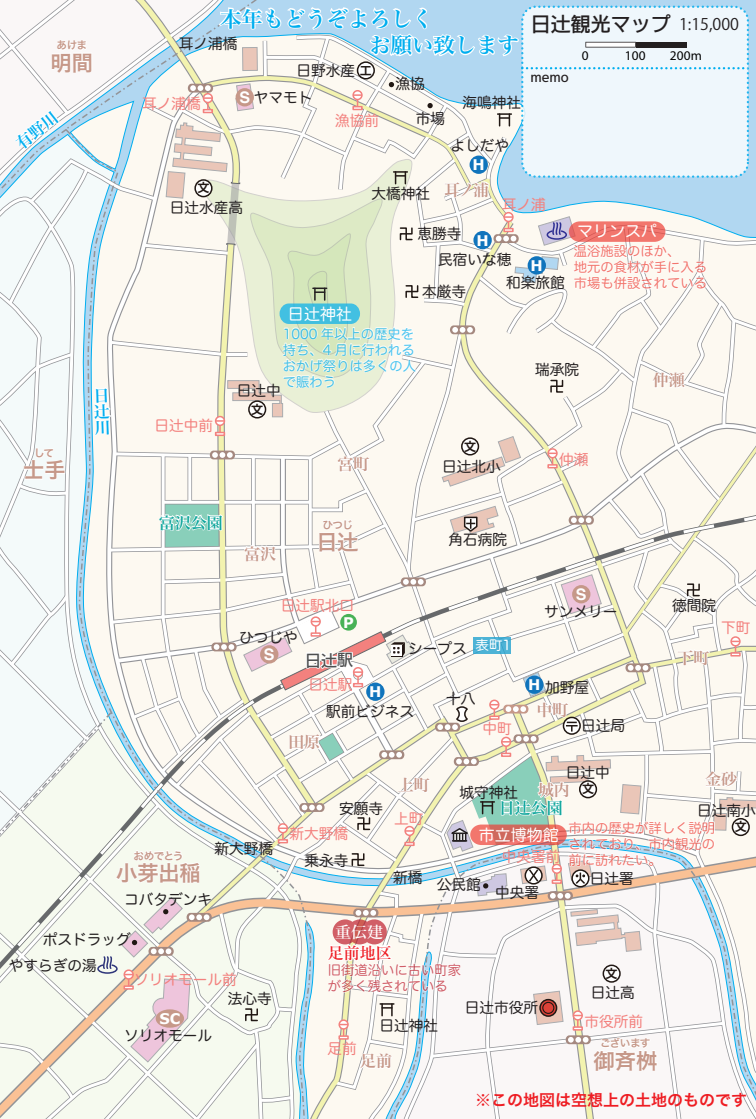 本年もどうぞよろしく
お願い致します
日辻観光マップ 1:15,000
0 100 200m
memo
あけま
明間
耳ノ浦橋
日野水産
漁協
耳ノ浦橋
S
ヤマモト
漁協前
市場
海鳴神社
有野川
よしだや
H
文
日辻水産高
大橋神社
耳ノ浦
耳ノ浦
恵勝寺
H
民宿いな穂
マリンスパ
温浴施設のほか、
地元の食材が手に入る
市場も併設されている
H
和楽旅館
本厳寺
日辻神社
1000年以上の歴史を
持ち、4月に行われる
おかげ祭りは多くの人
で賑わう
瑞承院
仲瀬
日辻中
文
日辻川
日辻中前
して
土手
宮町
文
日辻北小
仲瀬
富沢公園
富沢
ひつじ
日辻
角石病院
日辻駅北口
P
S
サンメリー
徳間院
ひつじや
S
日辻駅
シープス
表町1
下町
下町
日辻駅
H
駅前ビジネス
H
加野屋
十八
中町
中町
〒
日辻局
田原
上町
城内
日辻中
文
金砂
城守神社
日辻公園
日辻南小
文
安願寺
上町
新大野橋
新大野橋
市立博物館
市内の歴史が詳しく説明
されており、市内観光の
前に訪れたい。
乗永寺
中央署前
おめでとう
小芽出稲
新橋
公民館
中央署
日辻署
コバタデンキ
ポスドラッグ
やすらぎの湯
ソリオモール前
重伝建
足前地区
旧街道沿いに古い町家
が多く残されている
文
日辻高
法心寺
SC
ソリオモール
日辻神社
日辻市役所
市役所前
足前
足前
ございます
御斉桝
※この地図は空想上の土地のものです